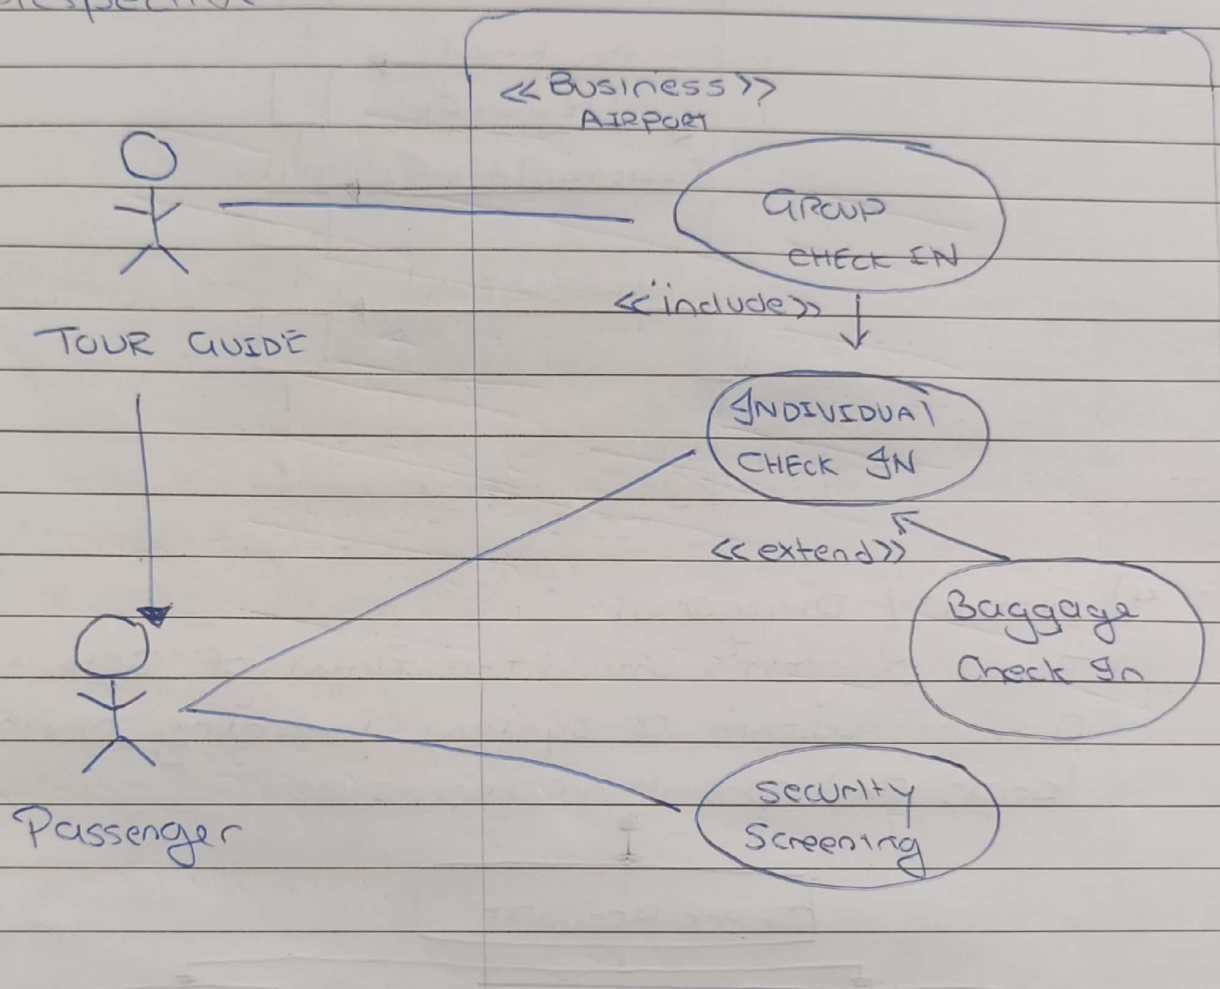 <<Business>>
AIRPORT
GROUP
CHECK IN
<<include>>
TOUR GUIDE
INDIVIDUAL
CHECK IN
<<extend>>
Baggage
Check In
Security
Screening
Passenger